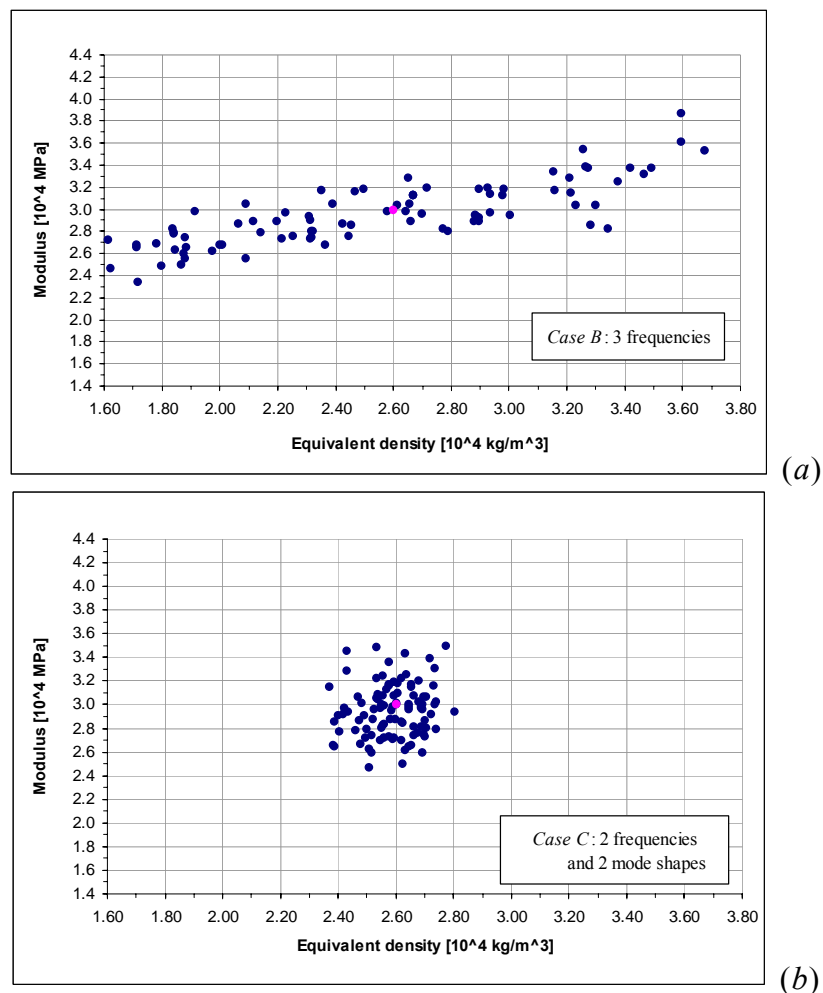 4.4
4.2
4.0
3.8
3.6
3.4
3.2
3.0
2.8
2.6
2.4
2.2
2.0
1.8
1.6
1.4
Modulus [10^4 MPa]
Case B: 3 frequencies
1.60 1.80 2.00 2.20 2.40 2.60 2.80 3.00 3.20 3.40 3.60 3.80
Equivalent density [10^4 kg/m^3]
(a)
4.4
4.2
4.0
3.8
3.6
3.4
3.2
3.0
2.8
2.6
2.4
2.2
2.0
1.8
1.6
1.4
Modulus [10^4 MPa]
Case C: 2 frequencies
and 2 mode shapes
1.60 1.80 2.00 2.20 2.40 2.60 2.80 3.00 3.20 3.40 3.60 3.80
Equivalent density [10^4 kg/m^3]
(b)